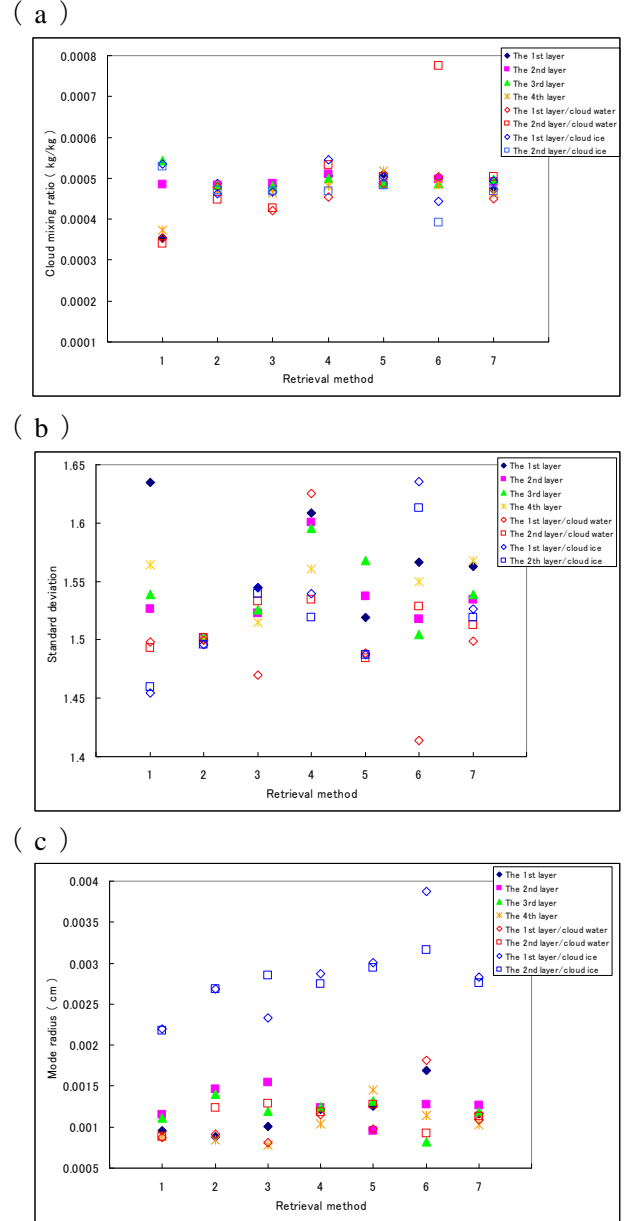 ( a )
0.0008
0.0007
0.0006
0.0005
0.0004
0.0003
0.0002
0.0001
Cloud mixing ratio ( kg/kg)
1 2 3 4 5 6 7
Retrieval method
The 1st layer
The 2nd layer
The 3rd layer
The 4th layer
The 1st layer/cloud water
The 2nd layer/cloud water
The 1st layer/cloud ice
The 2nd layer/cloud ice
( b )
1.65
1.6
1.55
1.5
1.45
1.4
Standard deviation
1 2 3 4 5 6 7
Retrieval method
The 1st layer
The 2nd layer
The 3rd layer
The 4th layer
The 1st layer/cloud water
The 2nd layer/cloud water
The 1st layer/cloud ice
The 2th layer/cloud ice
( c )
0.004
0.0035
0.003
0.0025
0.002
0.0015
0.001
0.0005
Mode radius ( cm )
1 2 3 4 5 6 7
Retrieval method
The 1st layer
The 2nd layer
The 3rd layer
The 4th layer
The 1st layer/cloud water
The 2nd layer/cloud water
The 1st layer/cloud ice
The 2nd layer/cloud ice